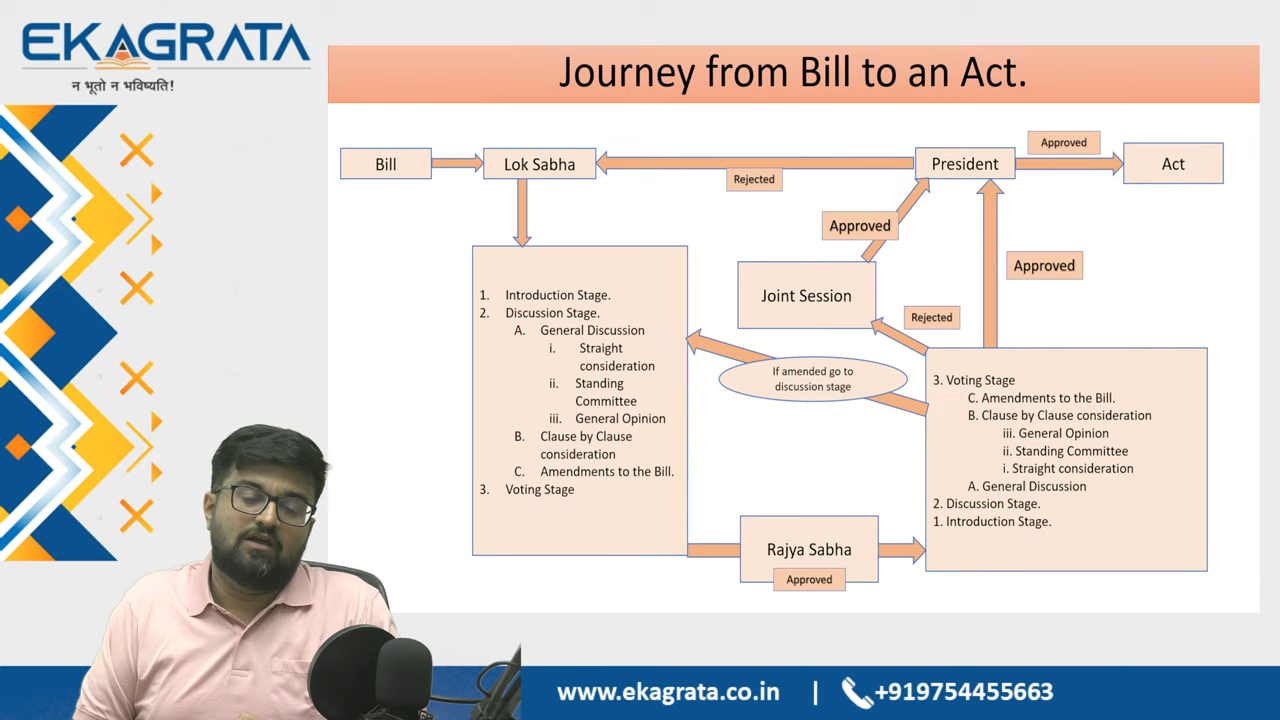 EKAGRATA
न भूतो न भविष्यति!
Journey from Bill to an Act.
Bill
Lok Sabha
Rejected
President
Approved
Act
Approved
Approved
Joint Session
Rejected
1. Introduction Stage.
2. Discussion Stage.
A. General Discussion
i. Straight
consideration
ii. Standing
Committee
iii. General Opinion
B. Clause by Clause
consideration
C. Amendments to the Bill.
3. Voting Stage
If amended go to
discussion stage
3. Voting Stage
C. Amendments to the Bill.
B. Clause by Clause consideration
iii. General Opinion
ii. Standing Committee
i. Straight consideration
A. General Discussion
2. Discussion Stage.
1. Introduction Stage.
Rajya Sabha
Approved
www.ekagrata.co.in | +919754455663